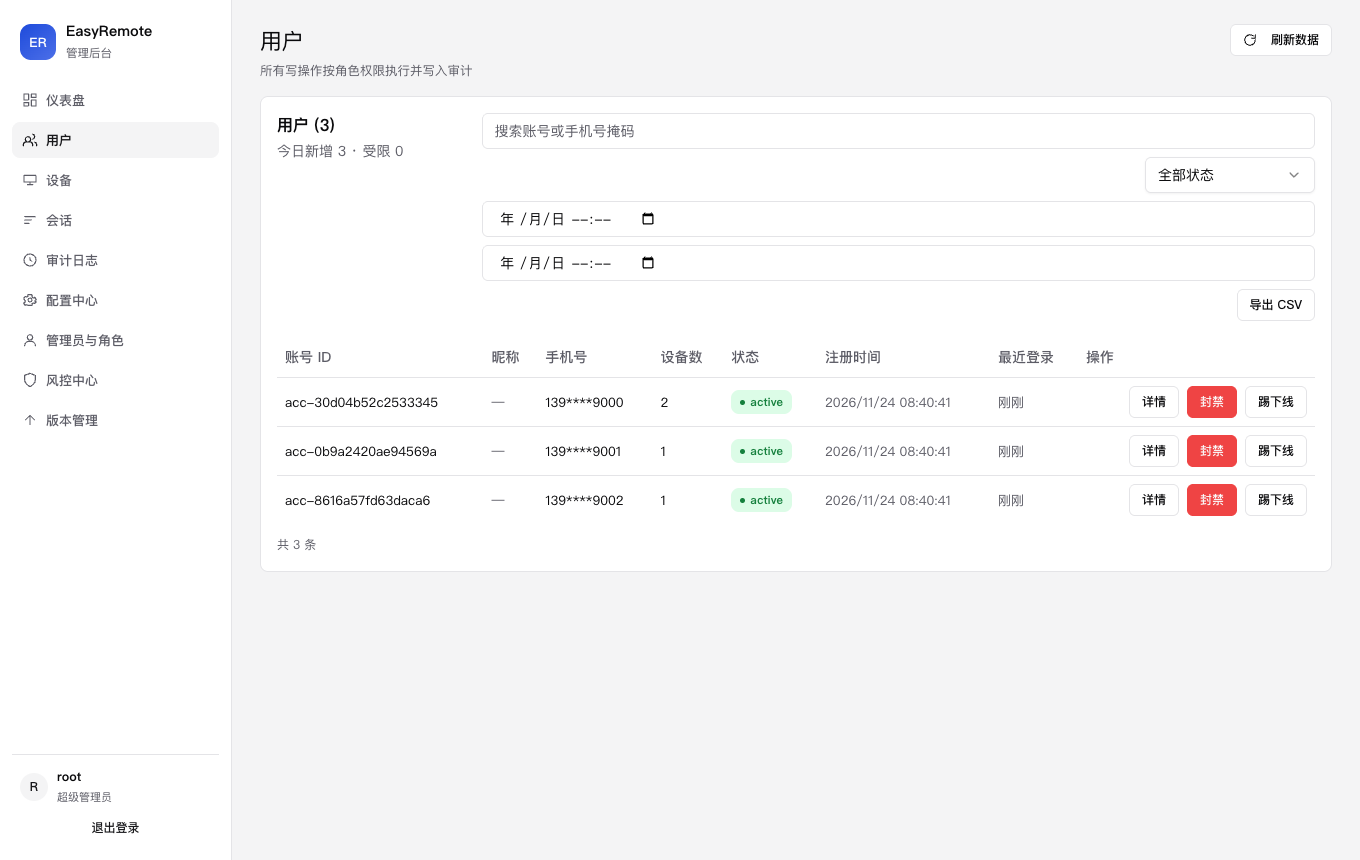 ER
EasyRemote
管理后台
仪表盘
用户
设备
会话
审计日志
配置中心
管理员与角色
风控中心
版本管理
R
root
超级管理员
退出登录
用户
刷新数据
所有写操作按角色权限执行并写入审计
用户 (3)
今日新增 3 · 受限 0
搜索账号或手机号掩码
全部状态
年 /月/日 --:--
年 /月/日 --:--
导出 CSV
账号 ID 昵称 手机号 设备数 状态 注册时间 最近登录 操作
acc-30d04b52c2533345 — 139****9000 2 active 2026/11/24 08:40:41 刚刚 详情 封禁 踢下线
acc-0b9a2420ae94569a — 139****9001 1 active 2026/11/24 08:40:41 刚刚 详情 封禁 踢下线
acc-8616a57fd63daca6 — 139****9002 1 active 2026/11/24 08:40:41 刚刚 详情 封禁 踢下线
共 3 条